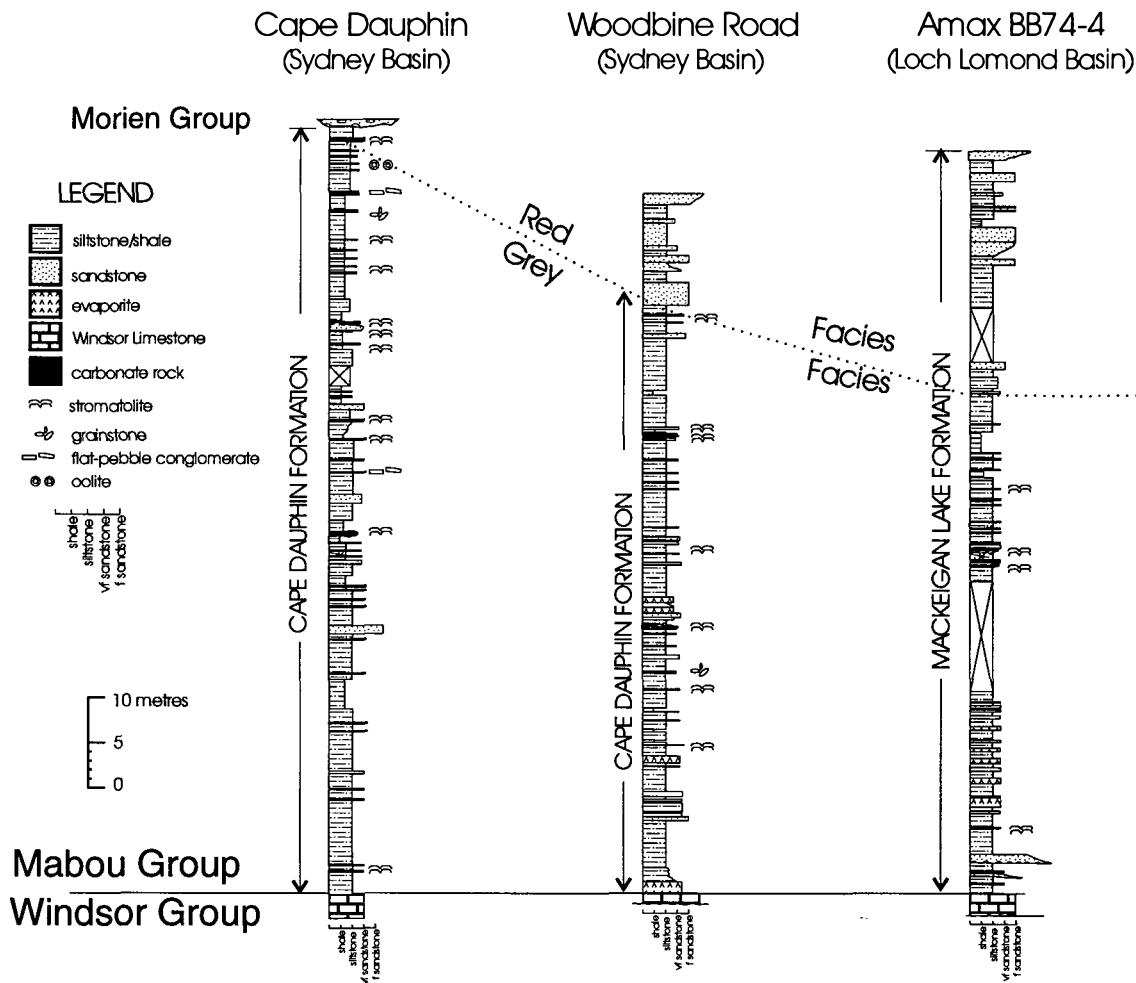 Cape Dauphin
(Sydney Basin)
Woodbine Road
(Sydney Basin)
Amax BB74-4
(Loch Lomond Basin)
Morien Group
LEGEND
siltstone/shale
sandstone
evaporite
Windsor Limestone
carbonate rock
stromatolite
grainstone
flat-pebble conglomerate
oolite
shale
siltstone
vf sandstone
f sandstone
10 metres
5
0
CAPE DAUPHIN FORMATION
CAPE DAUPHIN FORMATION
MACKEIGAN LAKE FORMATION
Red
Grey
Facies
Facies
Mabou Group
Windsor Group
shale
siltstone
vf sandstone
f sandstone
shale
siltstone
vf sandstone
f sandstone
shale
siltstone
vf sandstone
f sandstone